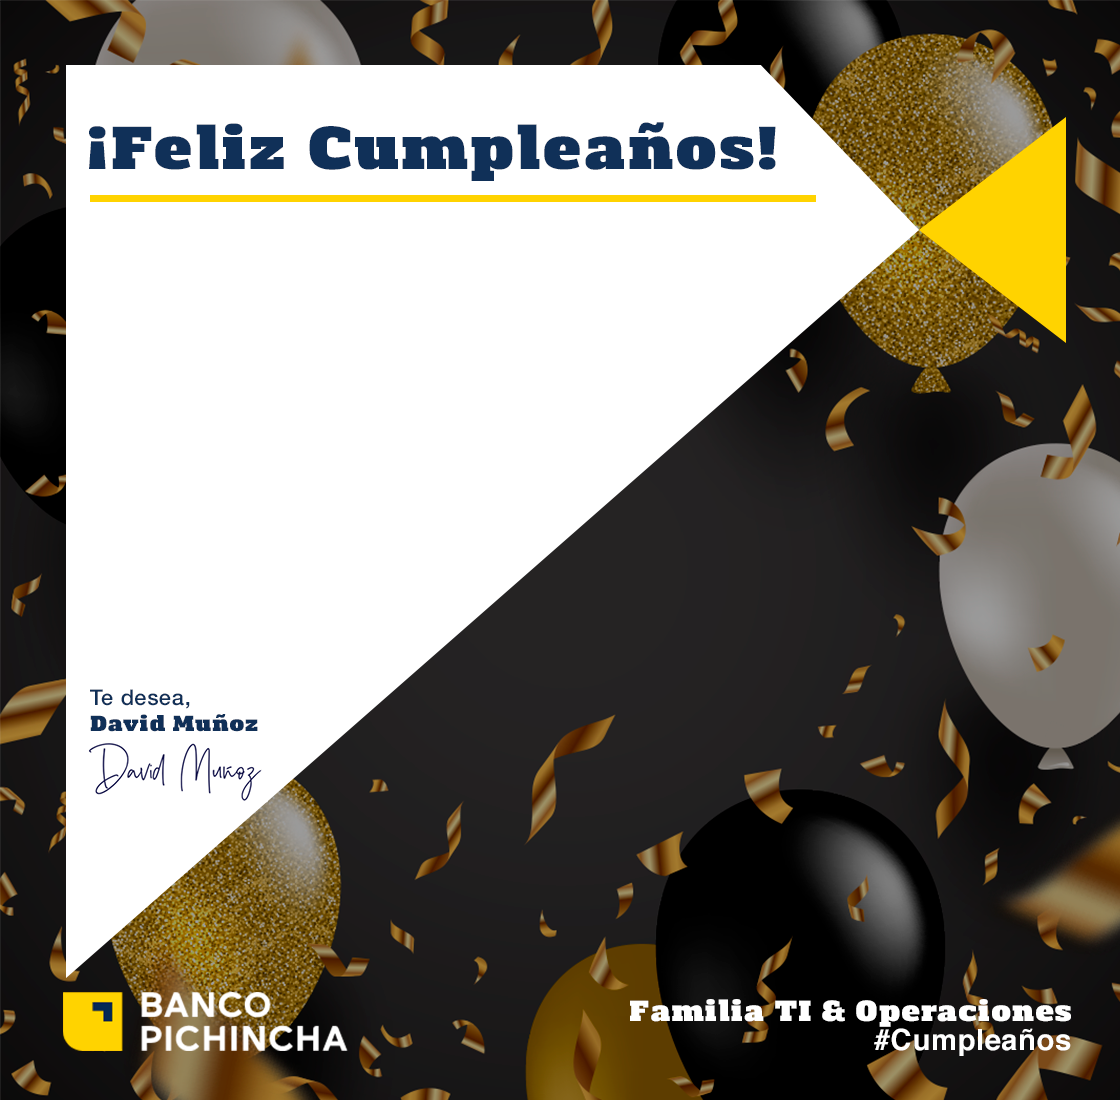 ¡Feliz Cumpleaños!
Te desea,
David Muñoz
David Muñoz
BANCO
PICHINCHA
Familia TI & Operaciones
#Cumpleaños